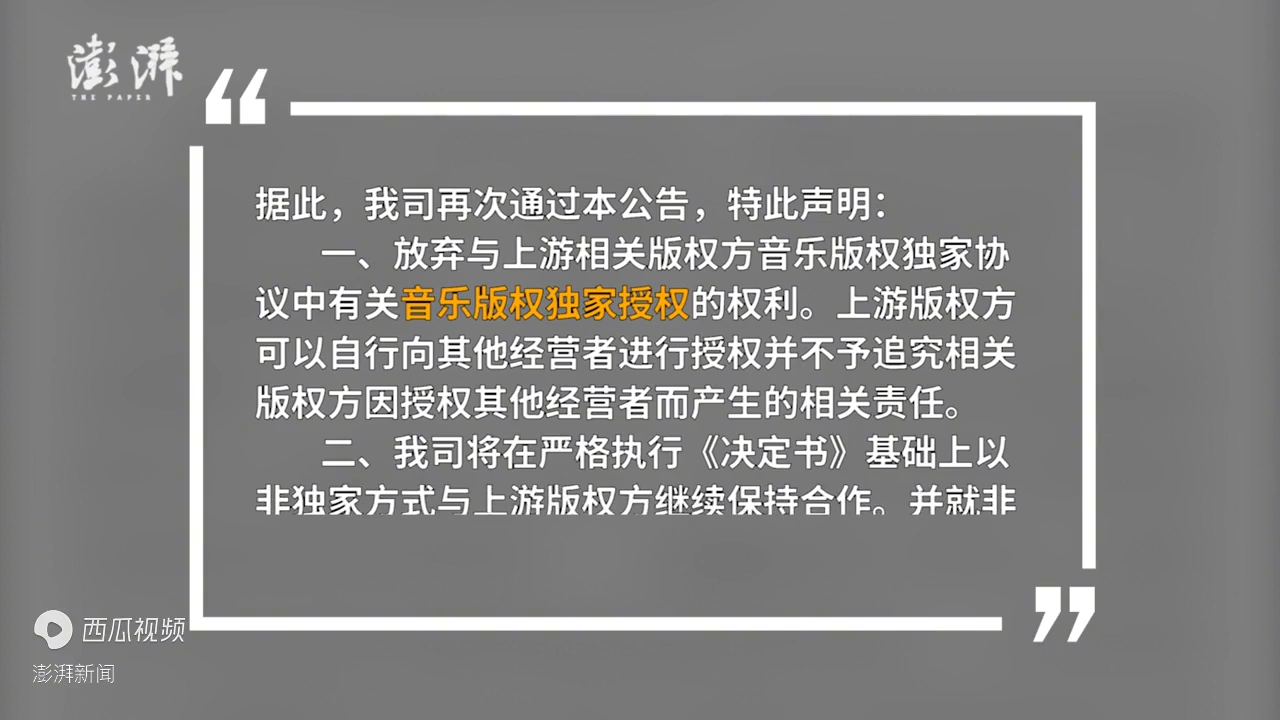 澎湃
THE PAPER
据此，我司再次通过本公告，特此声明：
一、放弃与上游相关版权方音乐版权独家协
议中有关音乐版权独家授权的权利。上游版权方
可以自行向其他经营者进行授权并不予追究相关
版权方因授权其他经营者而产生的相关责任。
二、我司将在严格执行《决定书》基础上以
非独家方式与上游版权方继续保持合作。并就非
西瓜视频
澎湃新闻